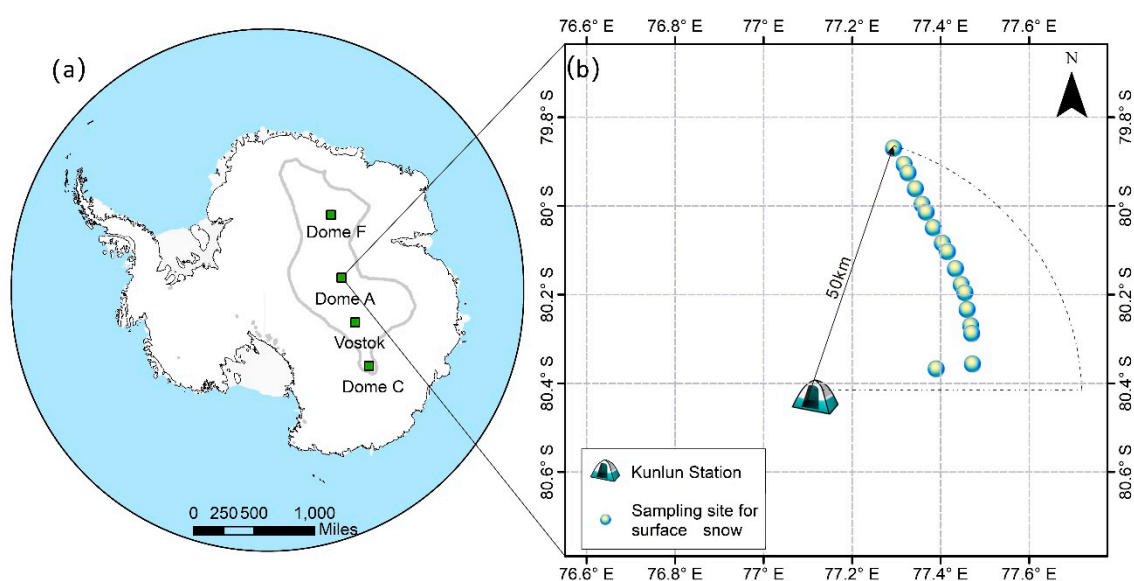 (a)
Dome F
Dome A
Vostok
Dome C
0 250 500 1,000
Miles
76.6° E 76.8° E 77° E 77.2° E 77.4° E 77.6° E
(b)
N
79.8° S 79.8° S
80° S 80° S
80.2° S 80.2° S
80.4° S 80.4° S
80.6° S 80.6° S
50km
Kunlun Station
Sampling site for
surface snow
76.6° E 76.8° E 77° E 77.2° E 77.4° E 77.6° E